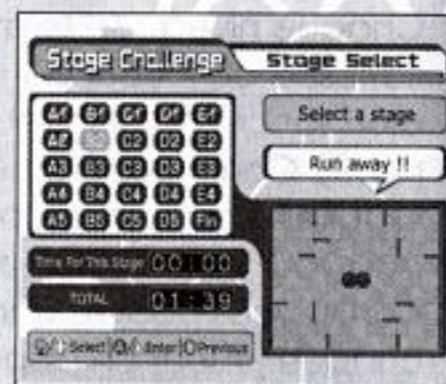 Stage Challenge
Stage Select
A1 B1 C1 D1 E1
A2 B2 C2 D2 E2
A3 B3 C3 D3 E3
A4 B4 C4 D4 E4
A5 B5 C5 D5 Fin
Select a stage
Run away !!
Time For This Stage 00:00
TOTAL 01:39
Select Enter Previous